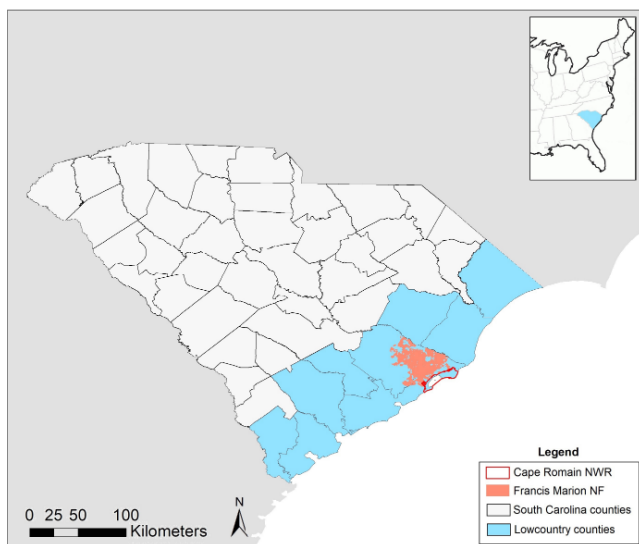 Legend
Cape Romain NWR
Francis Marion NF
South Carolina counties
Lowcountry counties
N
0 25 50 100
Kilometers